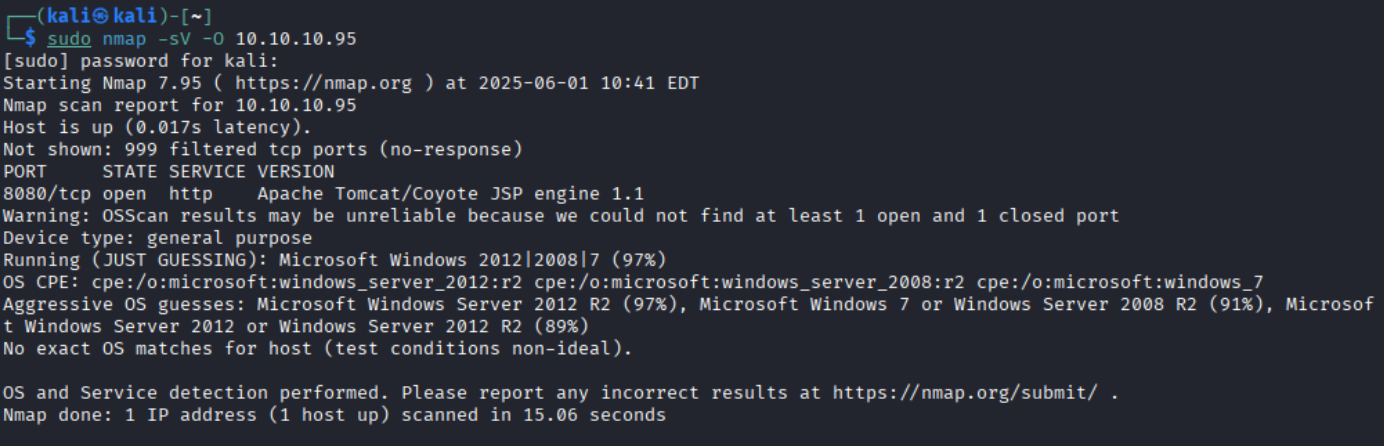 ┌──(kali㉿kali)-[~]
└─$ sudo nmap -sV -O 10.10.10.95
[sudo] password for kali:
Starting Nmap 7.95 ( https://nmap.org ) at 2025-06-01 10:41 EDT
Nmap scan report for 10.10.10.95
Host is up (0.017s latency).
Not shown: 999 filtered tcp ports (no-response)
PORT     STATE SERVICE VERSION
8080/tcp open  http    Apache Tomcat/Coyote JSP engine 1.1
Warning: OSScan results may be unreliable because we could not find at least 1 open and 1 closed port
Device type: general purpose
Running (JUST GUESSING): Microsoft Windows 2012|2008|7 (97%)
OS CPE: cpe:/o:microsoft:windows_server_2012:r2 cpe:/o:microsoft:windows_server_2008:r2 cpe:/o:microsoft:windows_7
Aggressive OS guesses: Microsoft Windows Server 2012 R2 (97%), Microsoft Windows 7 or Windows Server 2008 R2 (91%), Microsof
t Windows Server 2012 or Windows Server 2012 R2 (89%)
No exact OS matches for host (test conditions non-ideal).
OS and Service detection performed. Please report any incorrect results at https://nmap.org/submit/ .
Nmap done: 1 IP address (1 host up) scanned in 15.06 seconds